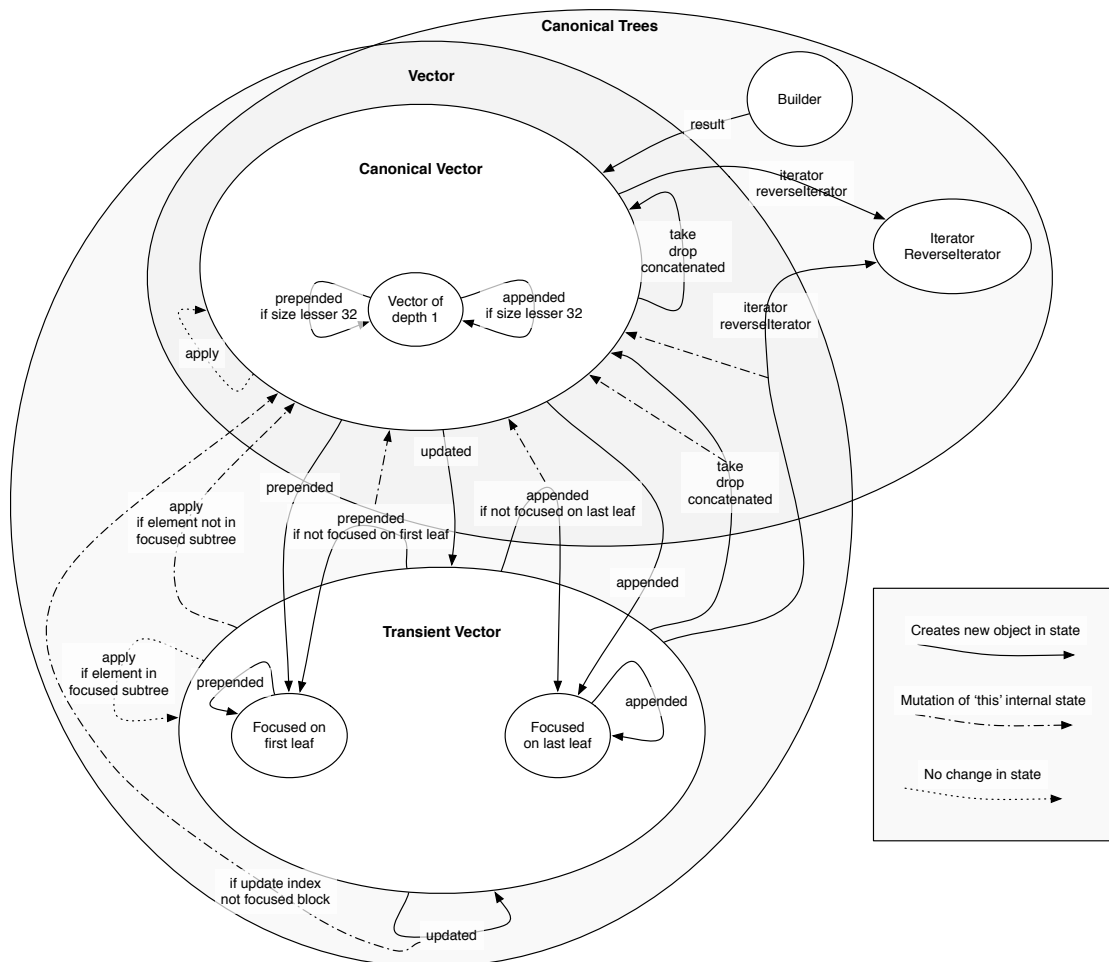 Canonical Trees
Vector
Builder
result
Canonical Vector
iterator
reverseIterator
take
drop
concatenated
Iterator
ReverseIterator
prepended
if size lesser 32
Vector of
depth 1
appended
if size lesser 32
iterator
reverseIterator
apply
updated
prepended
apply
if element not in
focused subtree
prepended
if not focused on first leaf
appended
if not focused on last leaf
take
drop
concatenated
appended
Transient Vector
apply
if element in
focused subtree
prepended
Focused on
first leaf
Focused
on last leaf
appended
if update index
not focused block
updated
Creates new object in state
Mutation of ‘this’ internal state
No change in state